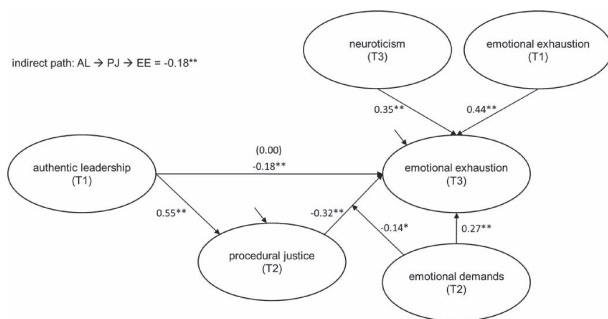 neuroticism
(T3)
emotional exhaustion
(T1)
indirect path: AL → PJ → EE = -0.18**
0.35**
0.44**
(0.00)
-0.18**
authentic leadership
(T1)
emotional exhaustion
(T3)
0.55**
-0.32**
-0.14*
0.27**
procedural justice
(T2)
emotional demands
(T2)